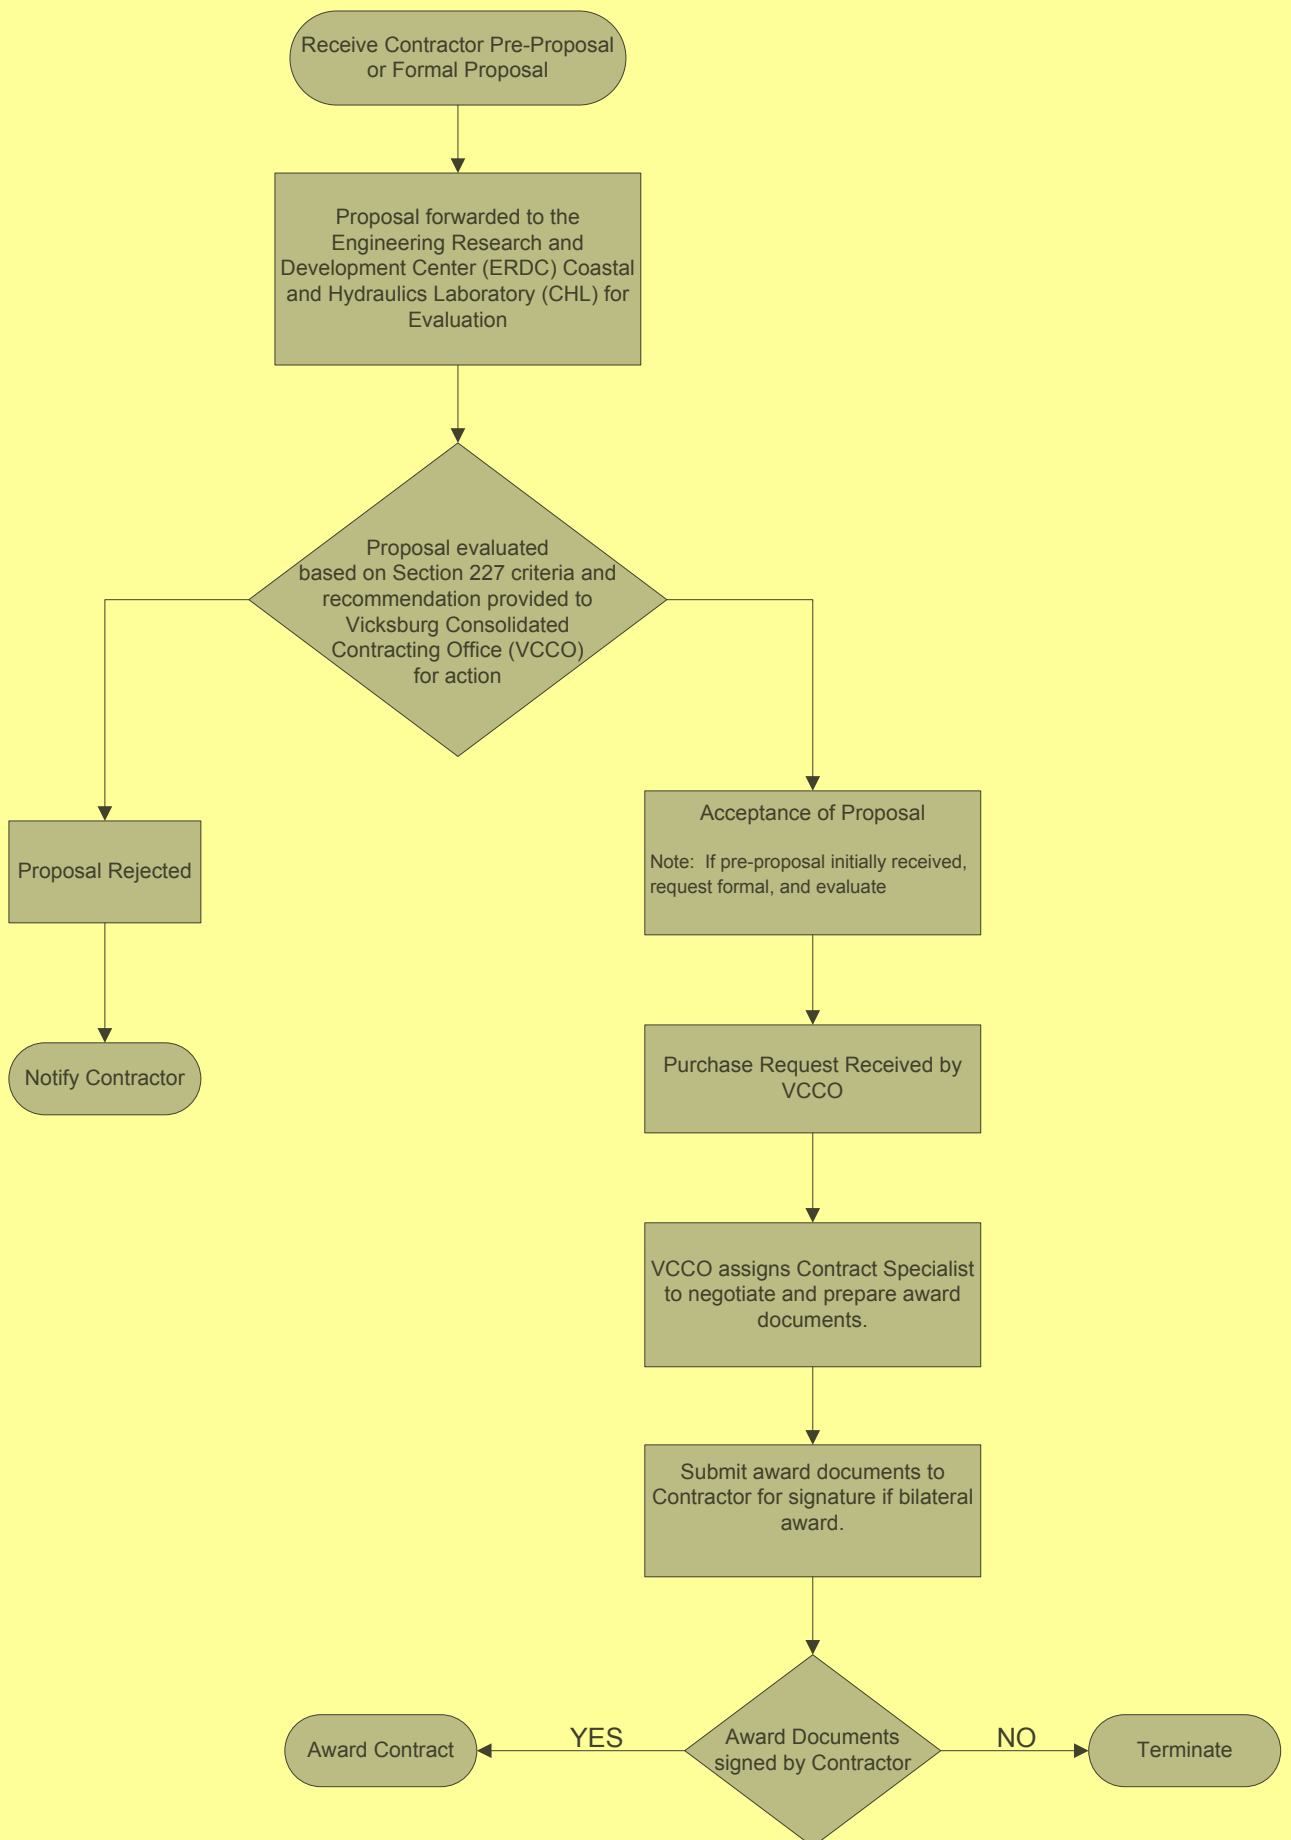 Receive Contractor Pre-Proposal
or Formal Proposal
Proposal forwarded to the
Engineering Research and
Development Center (ERDC) Coastal
and Hydraulics Laboratory (CHL) for
Evaluation
Proposal evaluated
based on Section 227 criteria and
recommendation provided to
Vicksburg Consolidated
Contracting Office (VCCO)
for action
Proposal Rejected
Notify Contractor
Acceptance of Proposal
Note:  If pre-proposal initially received,
request formal, and evaluate
Purchase Request Received by
VCCO
VCCO assigns Contract Specialist
to negotiate and prepare award
documents.
Submit award documents to
Contractor for signature if bilateral
award.
Award Documents
signed by Contractor
YES
Award Contract
NO
Terminate